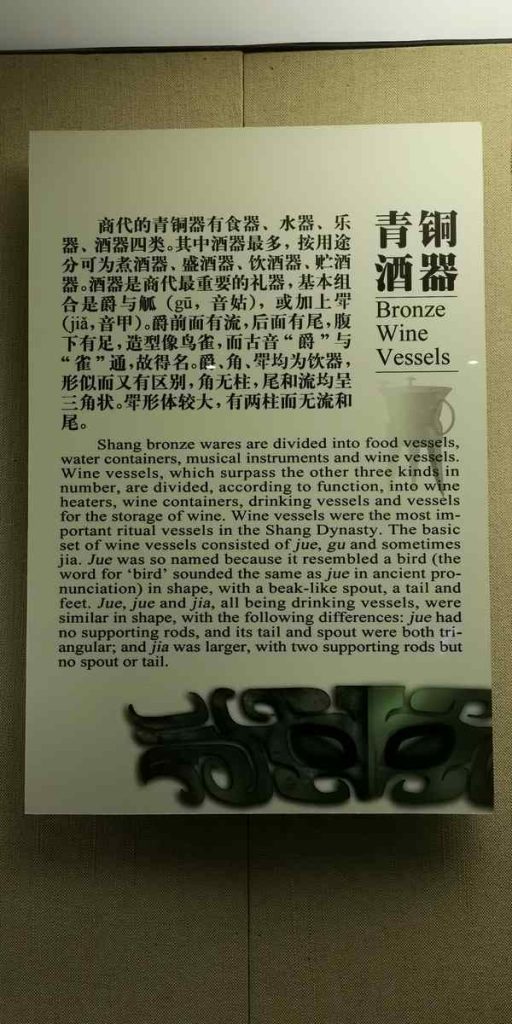 青铜
酒器
Bronze
Wine
Vessels
商代的青铜器有食器、水器、乐
器、酒器四类。其中酒器最多，按用途
分可为煮酒器、盛酒器、饮酒器、贮酒
器。酒器是商代最重要的礼器，基本组
合是爵与觚（gū，音姑），或加上斝
（jiǎ，音甲）。爵前面有流，后面有尾，腹
下有足，造型像鸟雀，而古音“爵”与
“雀”通，故得名。爵、角、斝均为饮器，
形似而又有区别，角无柱，尾和流均呈
三角状。斝形体较大，有两柱而无流和
尾。
Shang bronze wares are divided into food vessels,
water containers, musical instruments and wine vessels.
Wine vessels, which surpass the other three kinds in
number, are divided, according to function, into wine
heaters, wine containers, drinking vessels and vessels
for the storage of wine. Wine vessels were the most im-
portant ritual vessels in the Shang Dynasty. The basic
set of wine vessels consisted of jue, gu and sometimes
jia. Jue was so named because it resembled a bird (the
word for ‘bird’ sounded the same as jue in ancient pro-
nunciation) in shape, with a beak-like spout, a tail and
feet. Jue, jue and jia, all being drinking vessels, were
similar in shape, with the following differences: jue had
no supporting rods, and its tail and spout were both tri-
angular; and jia was larger, with two supporting rods but
no spout or tail.